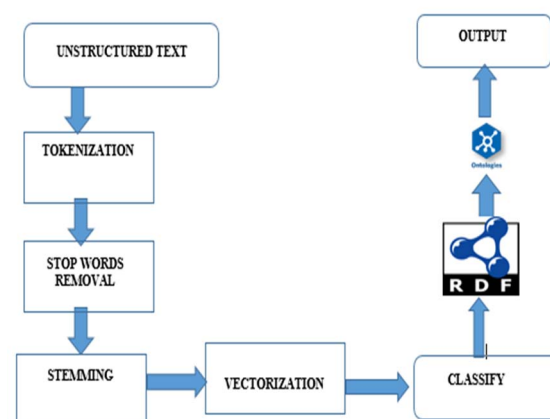 UNSTRUCTURED TEXT
TOKENIZATION
STOP WORDS
REMOVAL
STEMMING
VECTORIZATION
CLASSIFY
RDF
Ontologies
OUTPUT